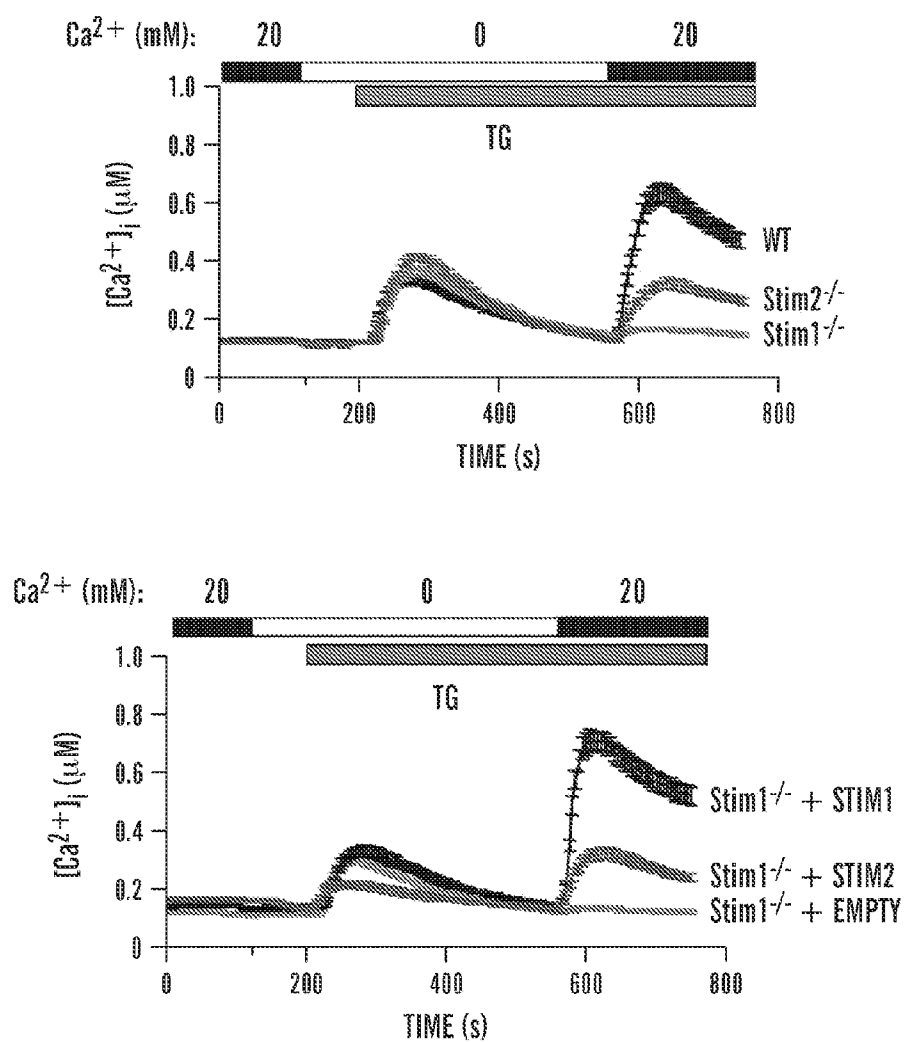 Ca2+ (mM): 20 0 20
TG
1.0
0.8
0.6
0.4
0.2
0
[Ca2+]i (μM)
WT
Stim2-/-
Stim1-/-
0 200 400 600 800
TIME (s)
Ca2+ (mM): 20 0 20
TG
1.0
0.8
0.6
0.4
0.2
0
[Ca2+]i (μM)
Stim1-/- + STIM1
Stim1-/- + STIM2
Stim1-/- + EMPTY
0 200 400 600 800
TIME (s)